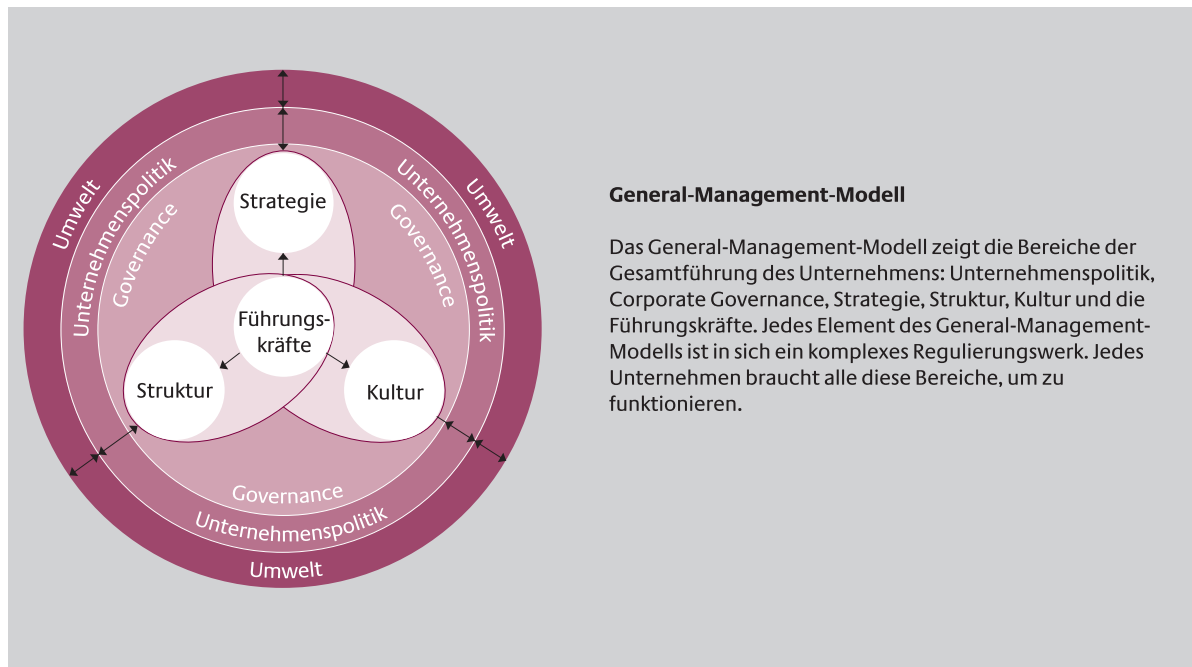 Umwelt
Unternehmenspolitik
Governance
Umwelt
Unternehmenspolitik
Governance
Strategie
Führungs-
kräfte
Struktur
Kultur
Governance
Unternehmenspolitik
Umwelt
General-Management-Modell
Das General-Management-Modell zeigt die Bereiche der
Gesamtführung des Unternehmens: Unternehmenspolitik,
Corporate Governance, Strategie, Struktur, Kultur und die
Führungskräfte. Jedes Element des General-Management-
Modells ist in sich ein komplexes Regulierungswerk. Jedes
Unternehmen braucht alle diese Bereiche, um zu
funktionieren.